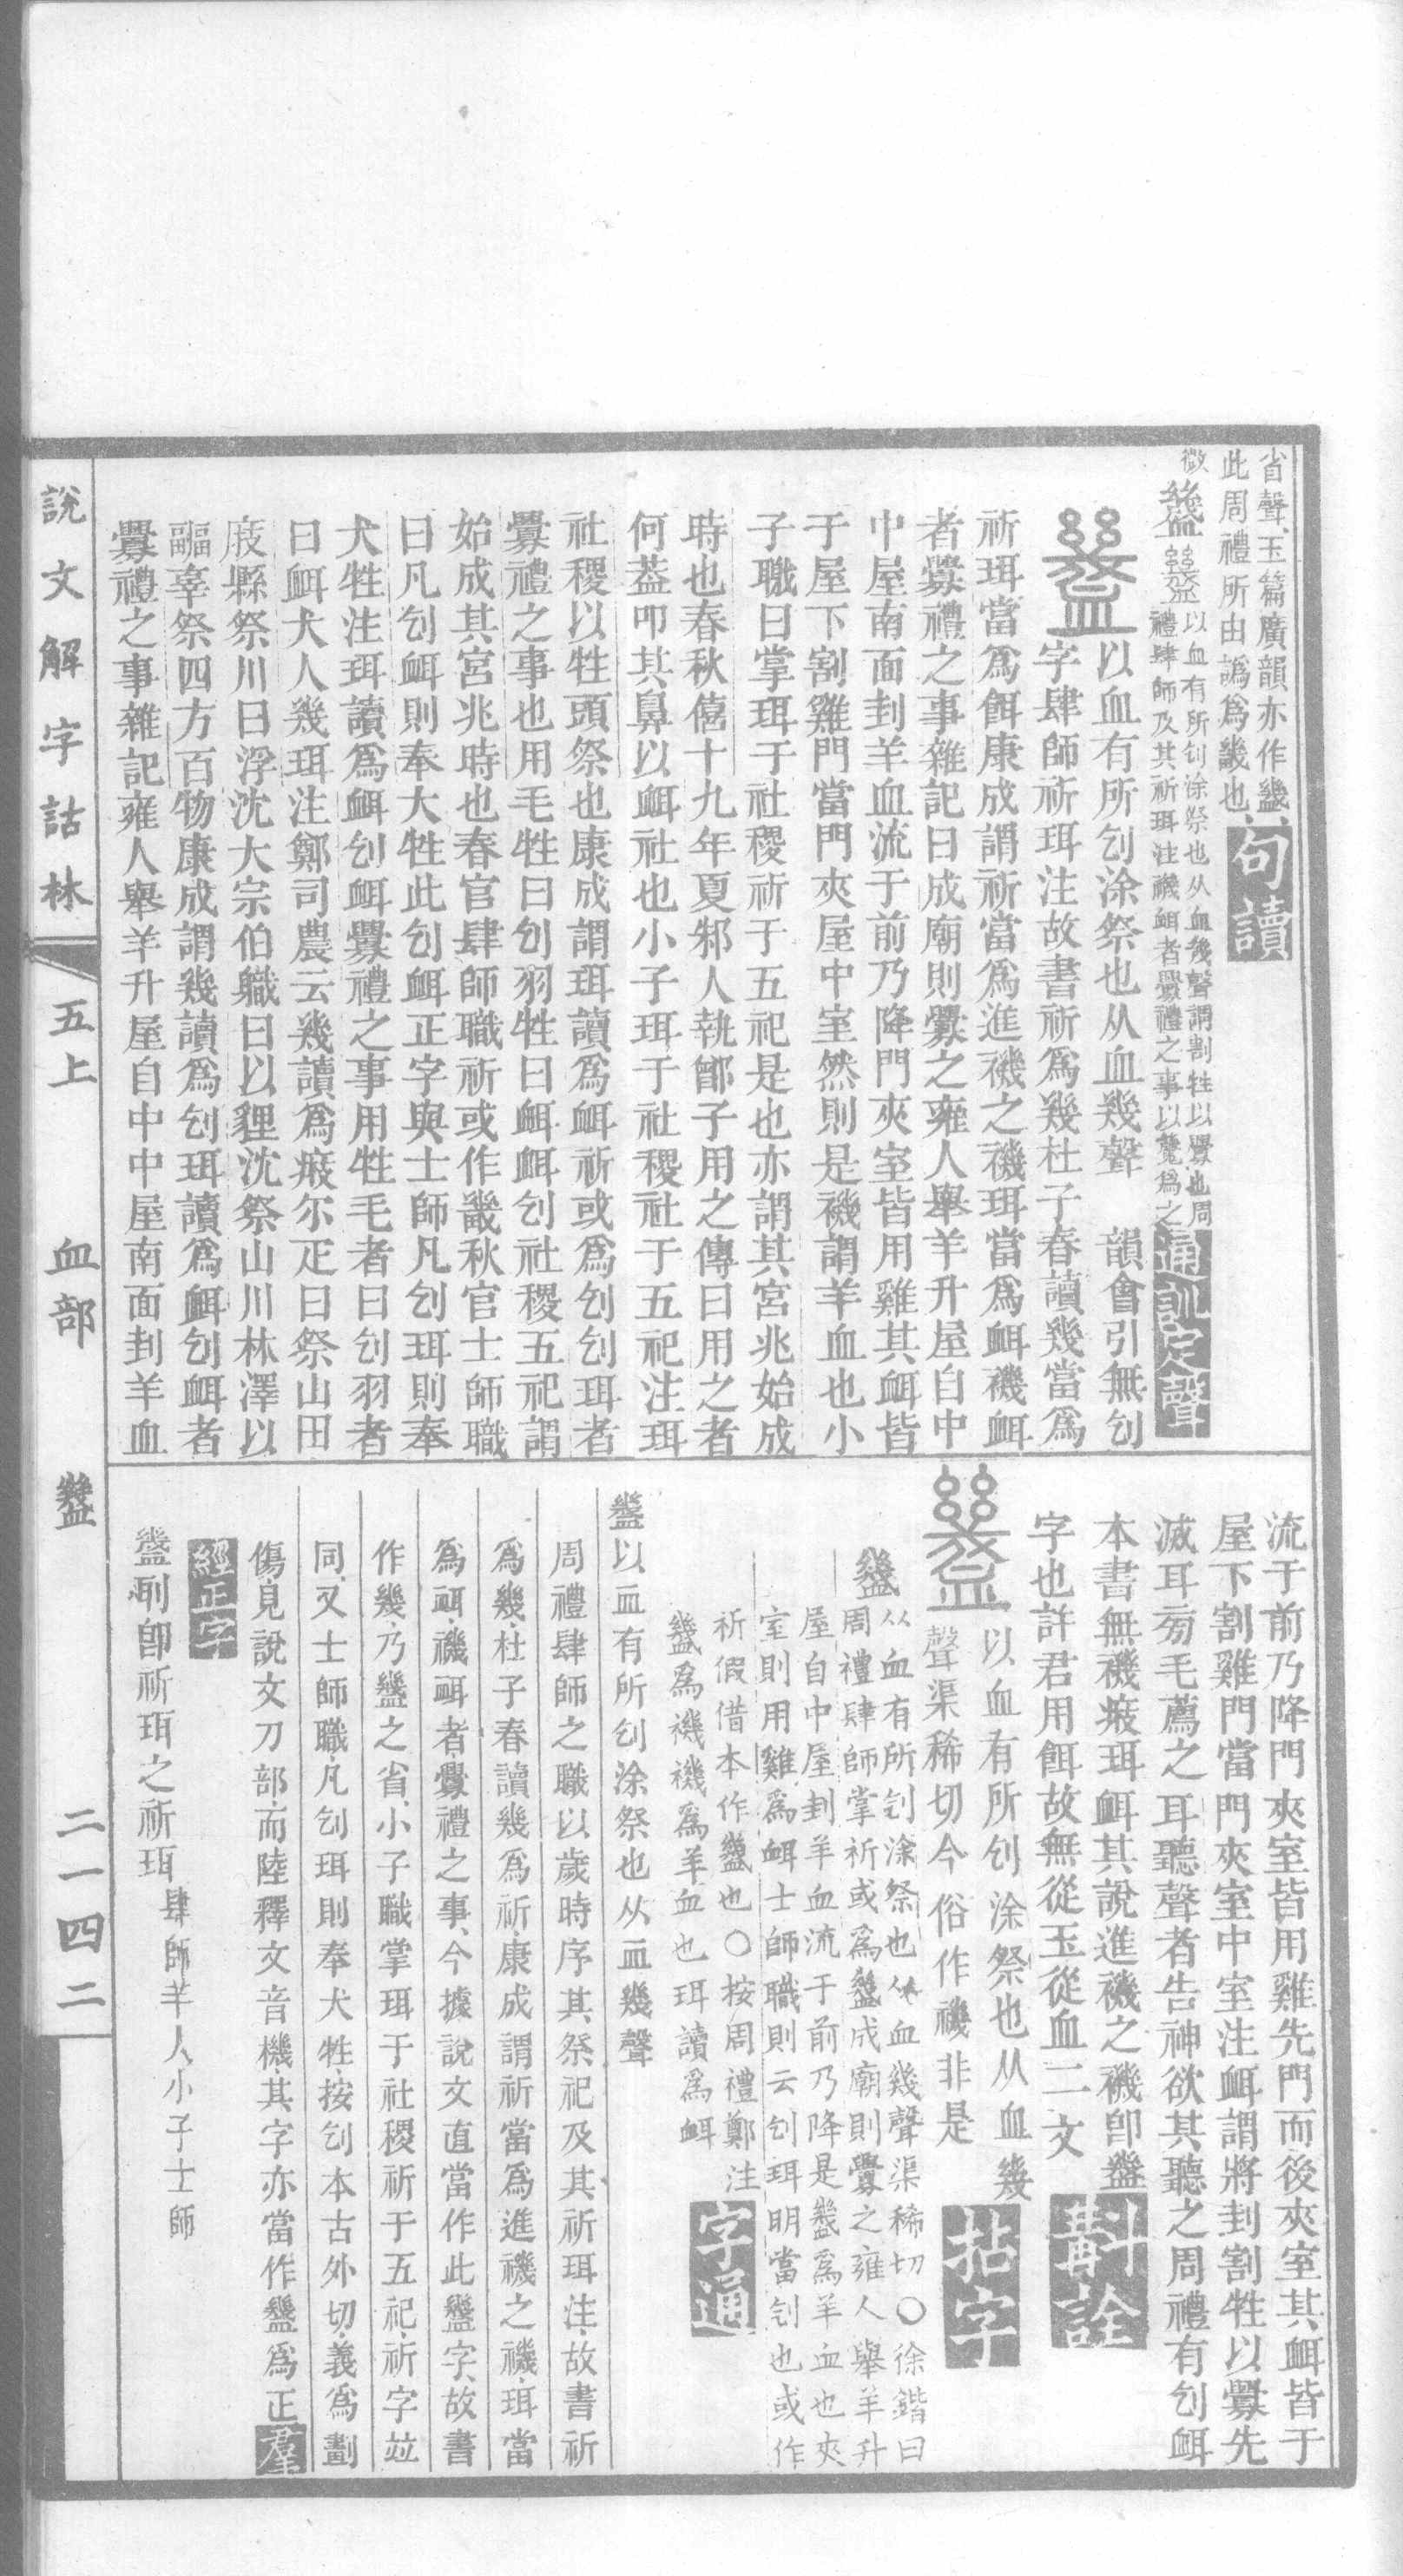 省聲玉篇廣韻亦作䀈
此周禮所由譌爲畿也句讀
微䀈以血有所刉涂祭也从血幾聲謂割牲以釁也周
禮肆師及其祈珥注禨衈者釁禮之事以禨爲之通訓定聲
以血有所刉涂祭也从血幾聲　韻會引無刉
字肆師祈珥注故書祈爲幾杜子春讀幾當爲
祈珥當爲餌康成謂祈當爲進禨之禨珥當爲衈禨衈
者釁禮之事雜記曰成廟則釁之雍人舉羊升屋自中
中屋南面刲羊血流于前乃降門夾室皆用雞其衈皆
于屋下割雞門當門夾屋中室然則是禨謂羊血也小
子職曰掌珥于社稷祈于五祀是也亦謂其宮兆始成
時也春秋僖十九年夏邾人執鄫子用之傳曰用之者
何蓋叩其鼻以衈社也小子珥于社稷祉于五祀注珥
社稷以牲頭祭也康成謂珥讀爲衈祈或爲刉刉珥者
釁禮之事也用毛牲曰刉羽牲曰衈衈刉社稷五祀謂
始成其宮兆時也春官肆師職祈或作畿秋官士師職
曰凡刉衈則奉犬牲此刉衈正字與士師凡刉珥則奉
犬牲注珥讀爲衈刉衈釁禮之事用牲毛者曰刉羽者
曰衈犬人幾珥注鄭司農云幾讀爲庪尔疋曰祭山曰
庪縣祭川曰浮沈大宗伯職曰以貍沈祭山川林澤以
疈辜祭四方百物康成謂幾讀爲刉珥讀爲衈刉衈者
釁禮之事雜記雍人舉羊升屋自中中屋南面刲羊血
流于前乃降門夾室皆用雞先門而後夾室其衈皆于
屋下割雞門當門夾室中室注衈謂將刲割牲以釁先
滅耳旁毛薦之耳聽聲者告神欲其聽之周禮有刉衈
本書無禨庪珥衈其說進禨之禨卽䀈
字也許君用餌故無從玉從血二文斠詮
以血有所刉涂祭也从血幾
聲渠稀切今俗作禨非是拈字
䀈从血有所刉涂祭也从血幾聲渠稀切〇徐鍇曰
周禮肆師掌祈或爲䀈成廟則釁之雍人舉羊升
屋自中屋刲羊血流于前乃降是䀈爲羊血也夾
室則用雞爲衈士師職則云刉珥明當刉也或作
祈假借本作䀈也〇按周禮鄭注
䀈爲禨禨爲羊血也珥讀爲衈字通
䀈以血有所刉涂祭也从血幾聲
周禮肆師之職以歲時序其祭祀及其祈珥注故書祈
爲幾杜子春讀幾爲祈康成謂祈當爲進禨之禨珥當
爲衈禨衈者釁禮之事今據說文直當作此䀈字故書
作幾乃䀈之省小子職掌珥于社稷祈于五祀祈字竝
同又士師職凡刉珥則奉犬牲按刉本古外切義爲劃
傷見說文刀部而陸釋文音機其字亦當作䀈爲正羣
經正字
䀈刉卽祈珥之祈珥肆師羊人小子士師
說文解字詁林　五上　血部　䀈　二一四二